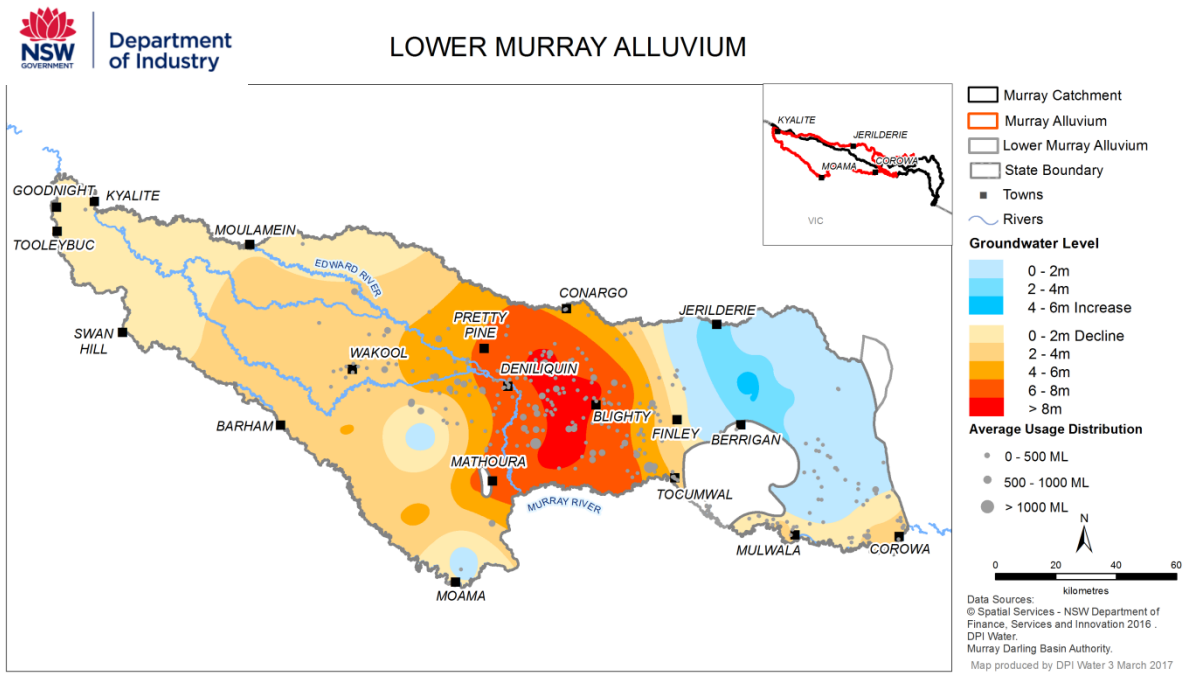 NSW
GOVERNMENT
Department
of Industry
LOWER MURRAY ALLUVIUM
KYALITE
JERILDERIE
MOAMA
COROWA
VIC
GOODNIGHT
KYALITE
TOOLEYBUC
MOULAMEIN
EDWARD RIVER
SWAN
HILL
WAKOOL
BARHAM
PRETTY
PINE
CONARGO
DENILIQUIN
BLIGHTY
JERILDERIE
FINLEY
BERRIGAN
MATHOURA
MURRAY RIVER
TOCUMWAL
MULWALA
COROWA
MOAMA
Murray Catchment
Murray Alluvium
Lower Murray Alluvium
State Boundary
Towns
Rivers
Groundwater Level
0 - 2m
2 - 4m
4 - 6m Increase
0 - 2m Decline
2 - 4m
4 - 6m
6 - 8m
> 8m
Average Usage Distribution
0 - 500 ML
500 - 1000 ML
> 1000 ML
N
0 20 40 60
kilometres
Data Sources:
© Spatial Services - NSW Department of
Finance, Services and Innovation 2016 .
DPI Water.
Murray Darling Basin Authority.
Map produced by DPI Water 3 March 2017